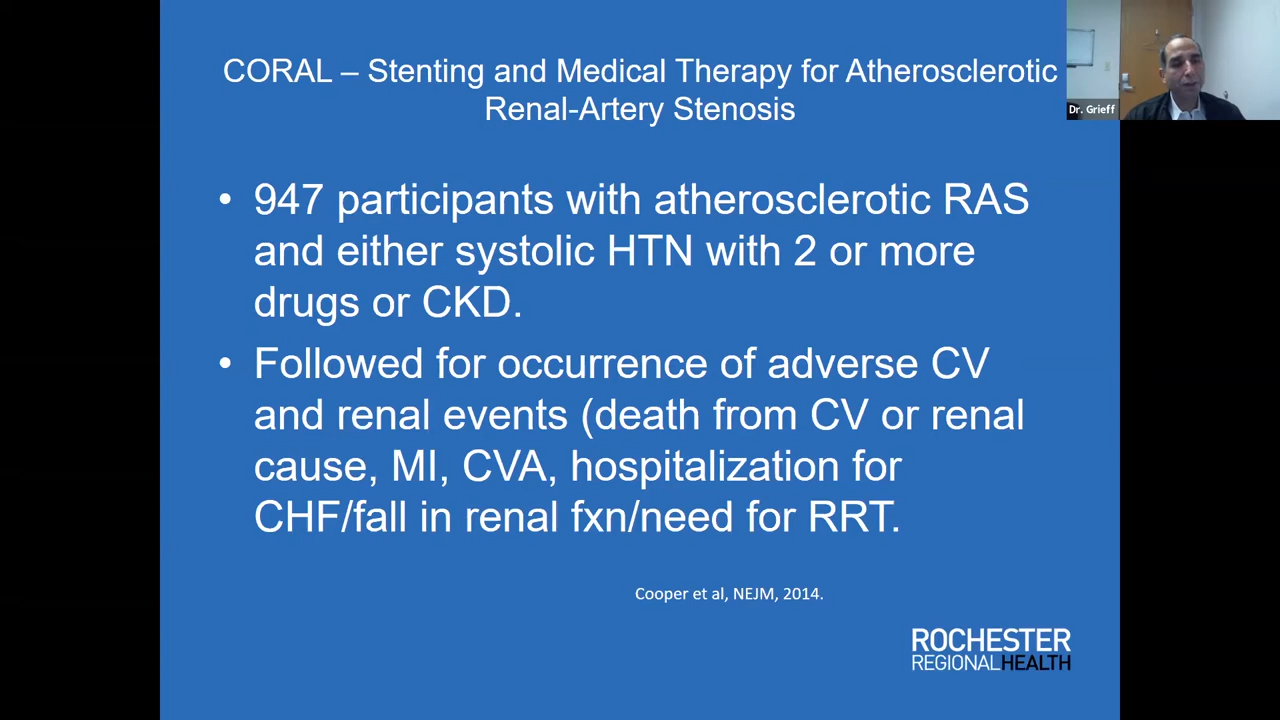 CORAL – Stenting and Medical Therapy for Atherosclerotic
Renal-Artery Stenosis
Dr. Grieff
• 947 participants with atherosclerotic RAS
and either systolic HTN with 2 or more
drugs or CKD.
• Followed for occurrence of adverse CV
and renal events (death from CV or renal
cause, MI, CVA, hospitalization for
CHF/fall in renal fxn/need for RRT.
Cooper et al, NEJM, 2014.
ROCHESTER
REGIONALHEALTH